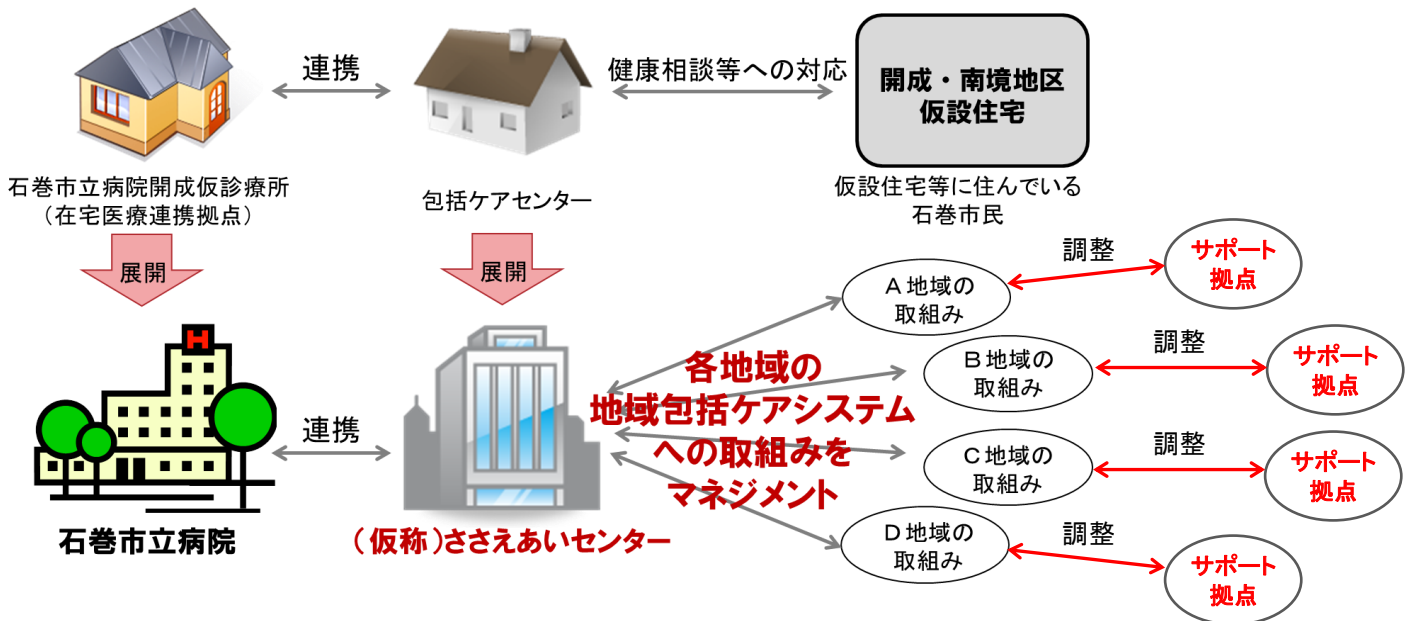 連携
健康相談等への対応
開成・南境地区
仮設住宅
石巻市立病院開成仮診療所
（在宅医療連携拠点）
包括ケアセンター
仮設住宅等に住んでいる
石巻市民
展開
展開
調整
サポート
拠点
A地域の
取組み
調整
サポート
拠点
B地域の
取組み
各地域の
地域包括ケアシステム
への取組みを
マネジメント
連携
調整
サポート
拠点
C地域の
取組み
D地域の
取組み
調整
サポート
拠点
石巻市立病院
（仮称）ささえあいセンター
H